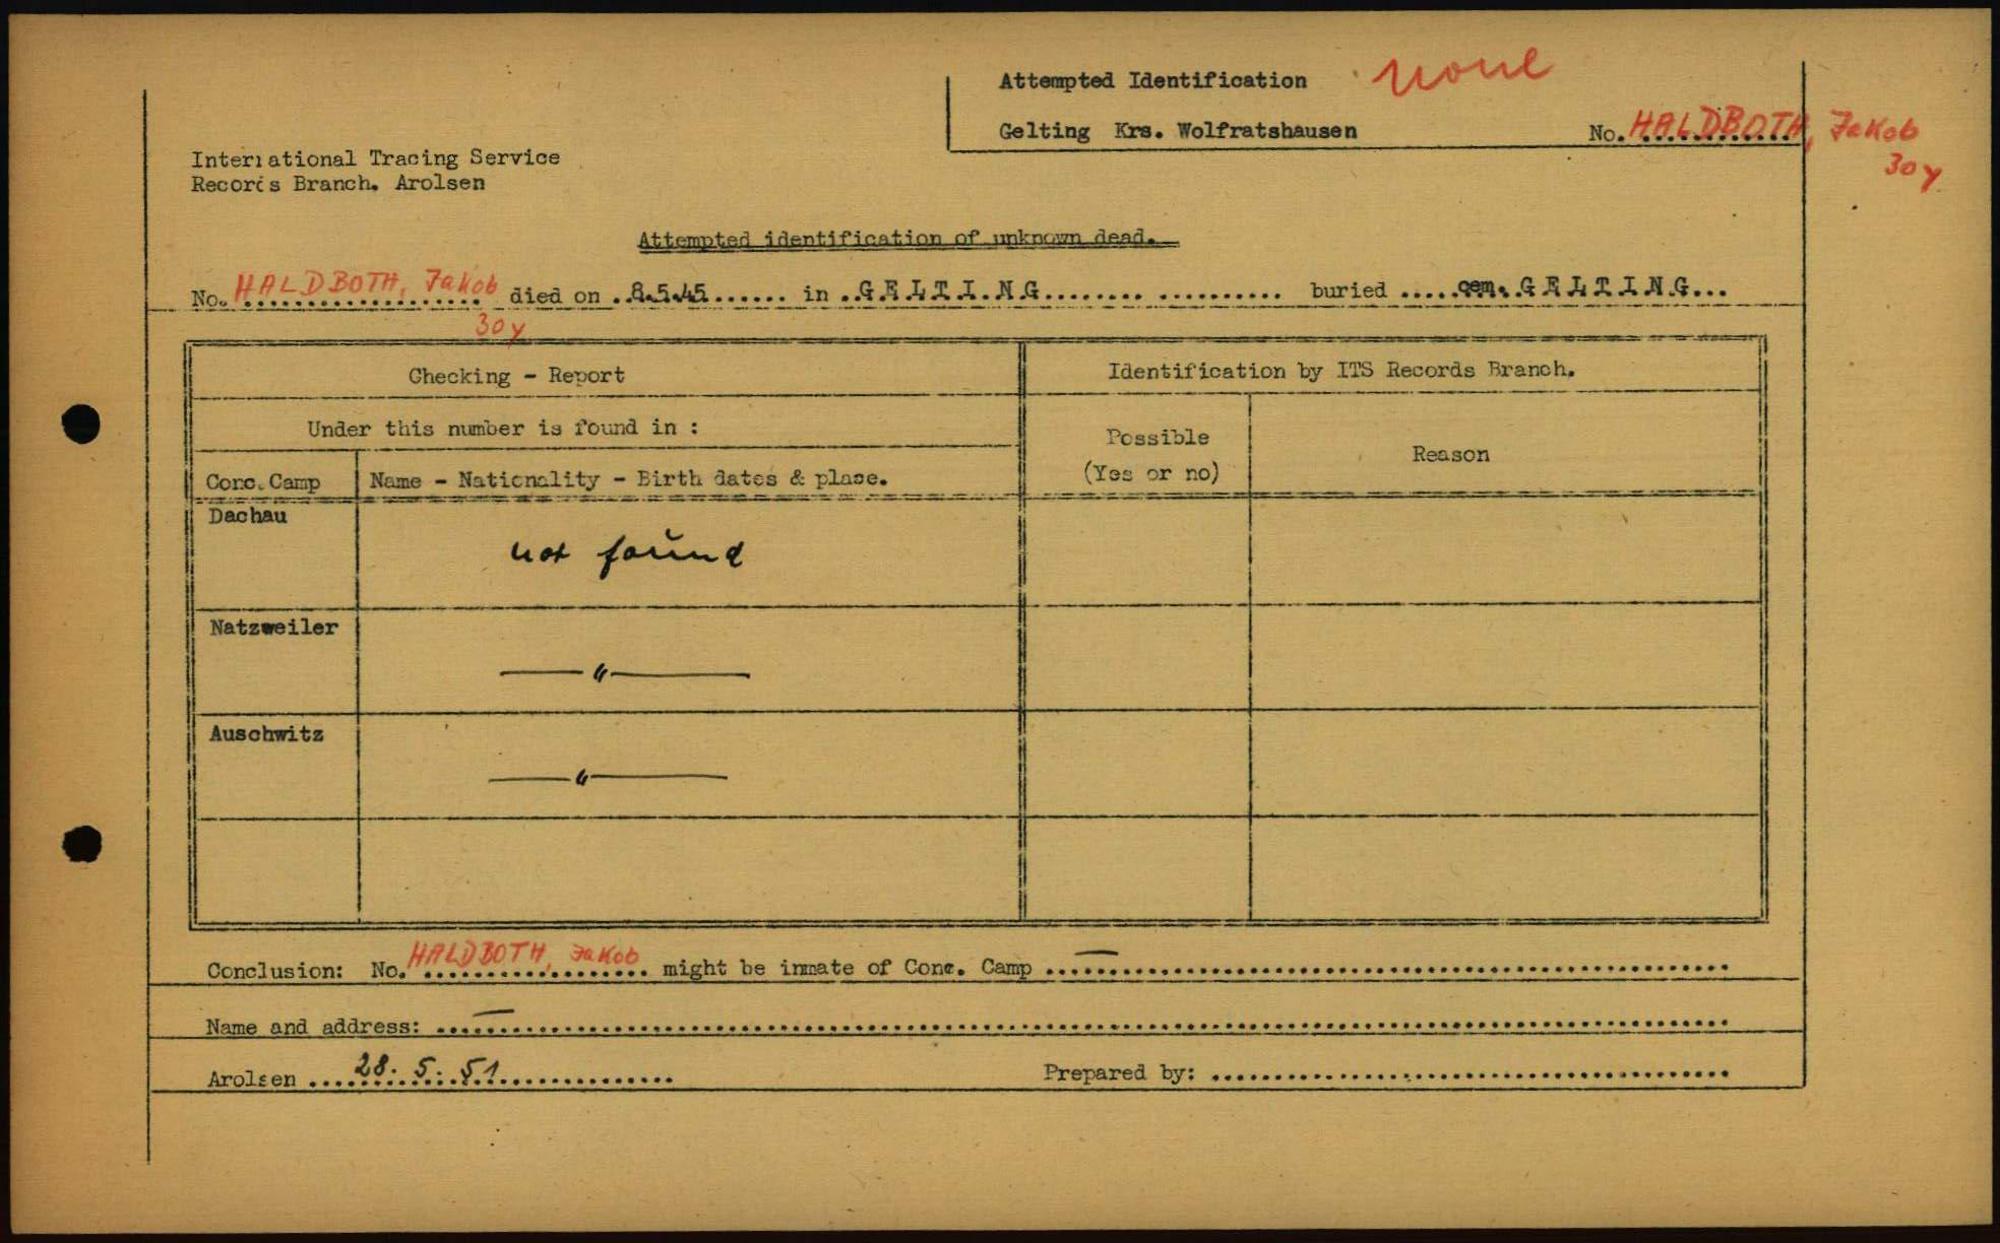 Attempted Identification none
Gelting Krs. Wolfratshausen No. HALDBOTH, Jakob
30 y
International Tracing Service
Records Branch. Arolsen
Attempted identification of unknown dead.
No. HALDBOTH, Jakob died on ..8.5.45....... in ..G.E.L.T.I.N.G........ .......... buried .....cem..G.E.L.T.I.N.G...
30 y
Checking - Report
Identification by ITS Records Branch.
Under this number is found in :
Possible
(Yes or no)
Reason
Conc.Camp Name - Nationality - Birth dates & place.
Dachau
not found
Natzweiler
—"—
Auschwitz
—"—
Conclusion: No. HALDBOTH, Jakob might be inmate of Conc. Camp — ........
Name and address: — ........
Arolsen 28. 5. 51 Prepared by: ........